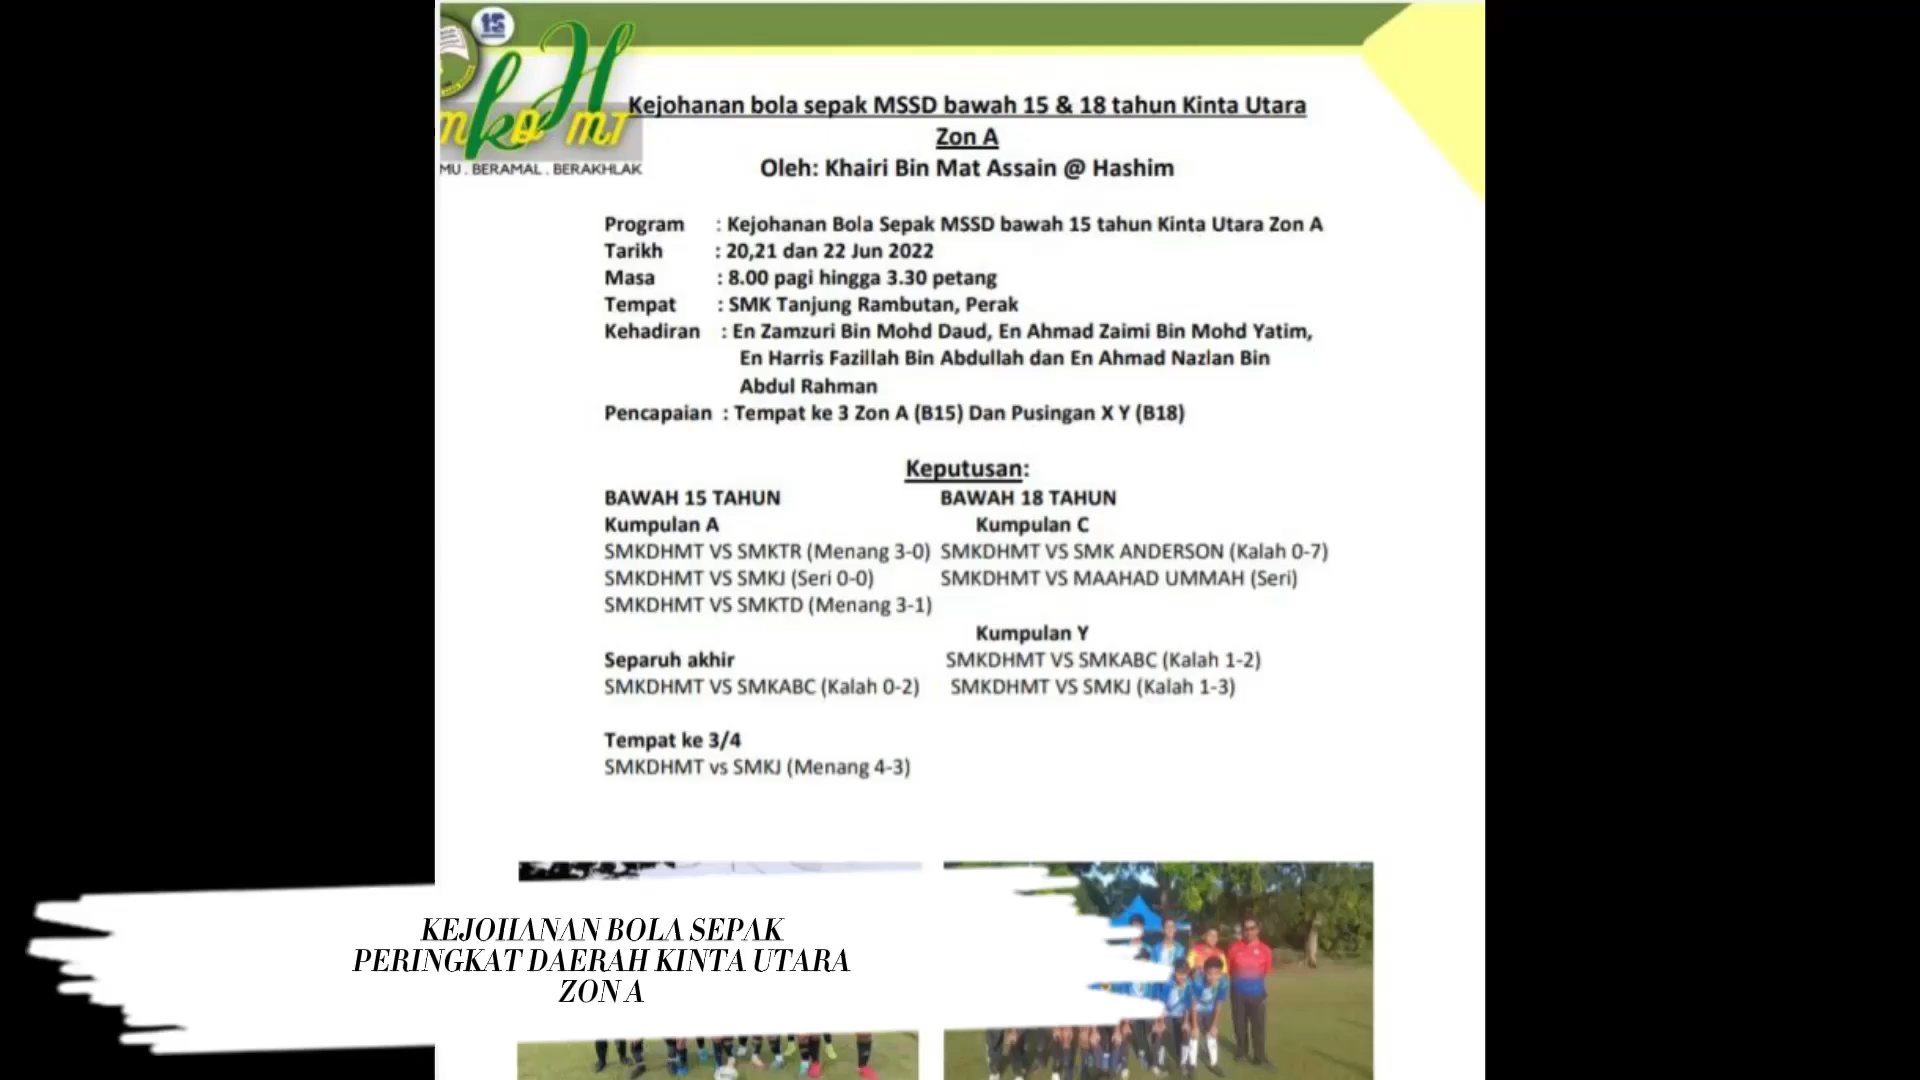 15
kH
MKDHMT
MU . BERAMAL . BERAKHLAK
Kejohanan bola sepak MSSD bawah 15 & 18 tahun Kinta Utara
Zon A
Oleh: Khairi Bin Mat Assain @ Hashim
Program : Kejohanan Bola Sepak MSSD bawah 15 tahun Kinta Utara Zon A
Tarikh : 20,21 dan 22 Jun 2022
Masa : 8.00 pagi hingga 3.30 petang
Tempat : SMK Tanjung Rambutan, Perak
Kehadiran : En Zamzuri Bin Mohd Daud, En Ahmad Zaimi Bin Mohd Yatim,
En Harris Fazillah Bin Abdullah dan En Ahmad Nazlan Bin
Abdul Rahman
Pencapaian : Tempat ke 3 Zon A (B15) Dan Pusingan X Y (B18)
Keputusan:
BAWAH 15 TAHUN
Kumpulan A
SMKDHMT VS SMKTR (Menang 3-0)
SMKDHMT VS SMKJ (Seri 0-0)
SMKDHMT VS SMKTD (Menang 3-1)
Separuh akhir
SMKDHMT VS SMKABC (Kalah 0-2)
Tempat ke 3/4
SMKDHMT vs SMKJ (Menang 4-3)
BAWAH 18 TAHUN
Kumpulan C
SMKDHMT VS SMK ANDERSON (Kalah 0-7)
SMKDHMT VS MAAHAD UMMAH (Seri)
Kumpulan Y
SMKDHMT VS SMKABC (Kalah 1-2)
SMKDHMT VS SMKJ (Kalah 1-3)
KEJOHANAN BOLA SEPAK
PERINGKAT DAERAH KINTA UTARA
ZON A